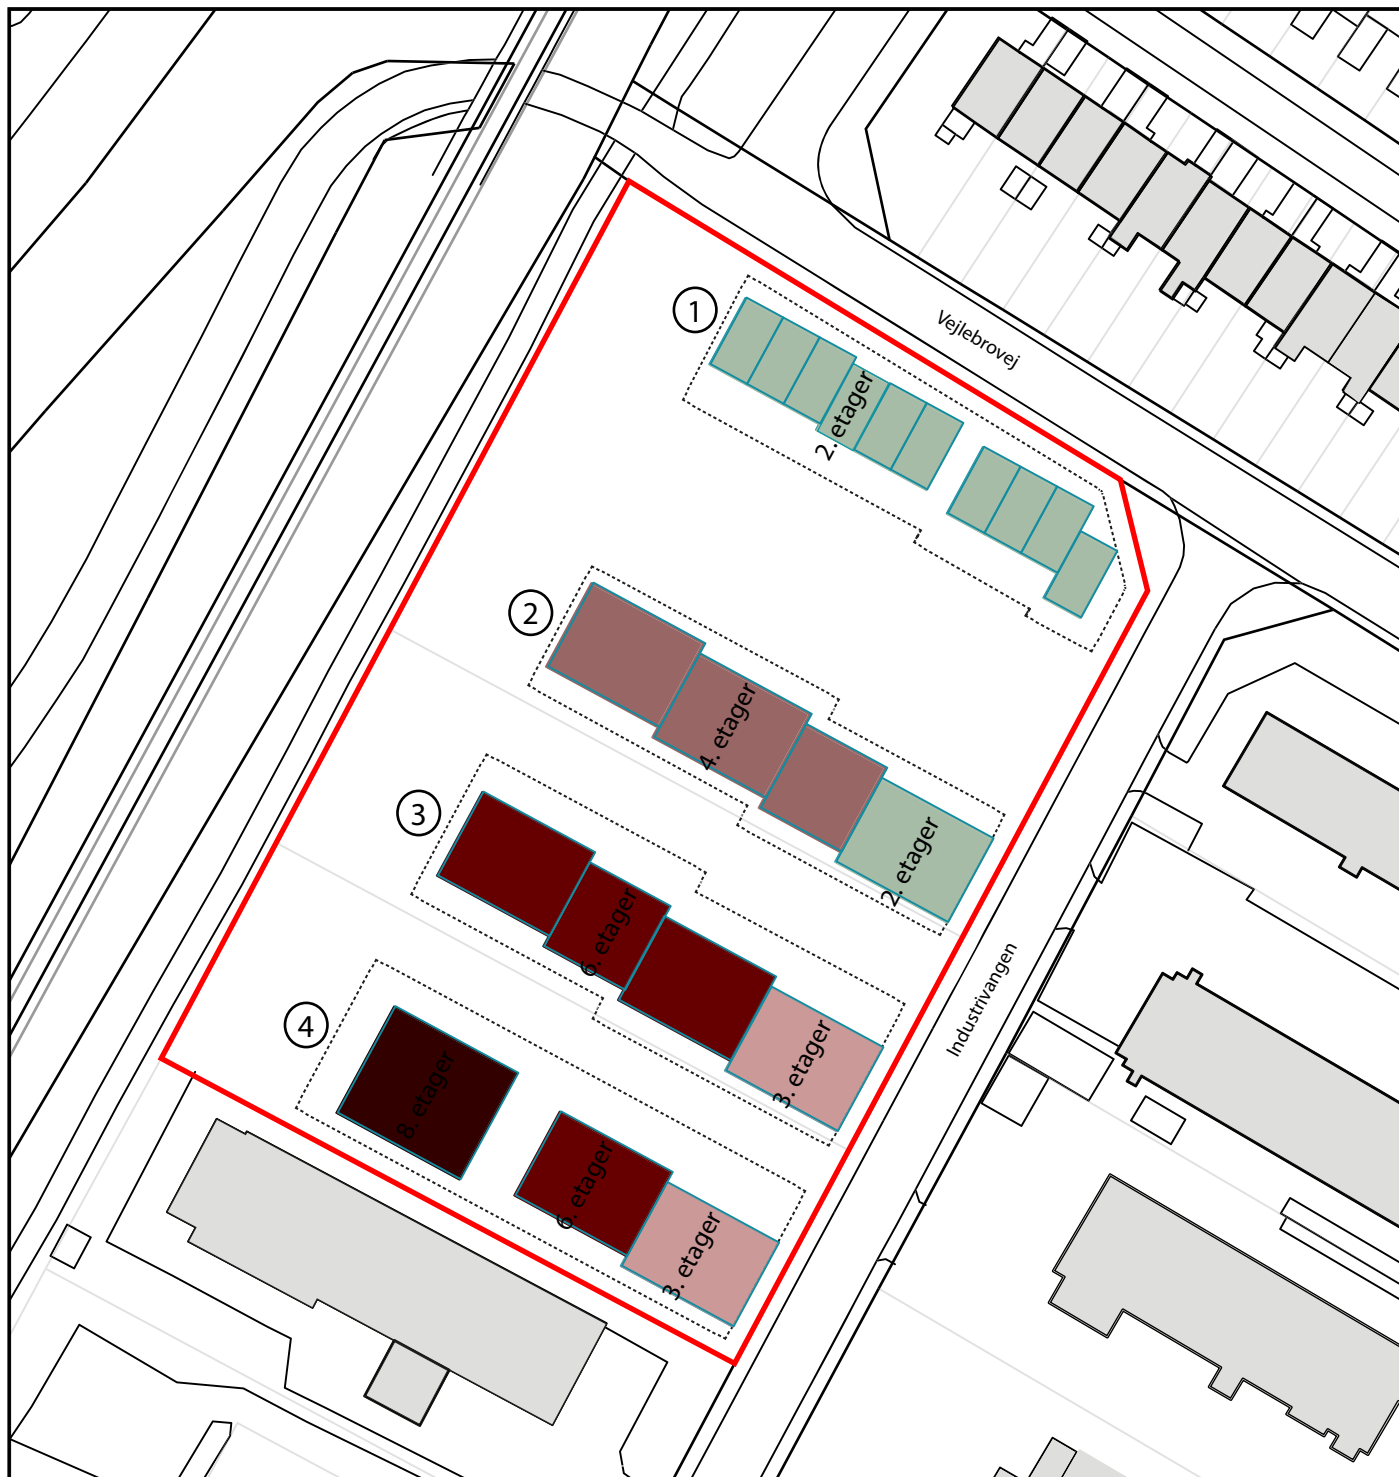 Vejlebrovej
1
2. etager
2
4. etager
2. etager
3
6. etager
3. etager
Industrivangen
4
8. etager
6. etager
3. etager